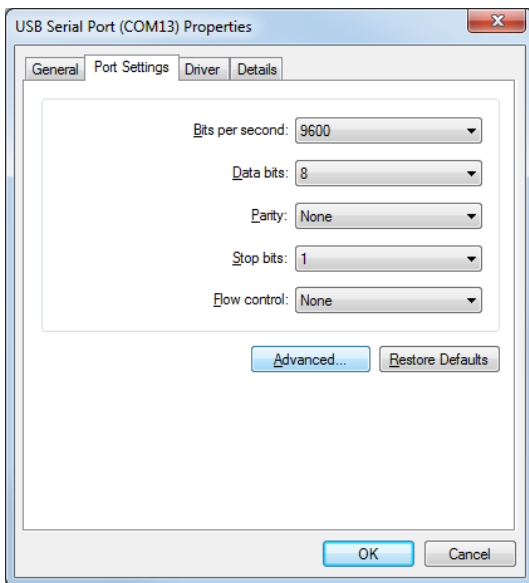 USB Serial Port (COM13) Properties
General Port Settings Driver Details
Bits per second: 9600
Data bits: 8
Parity: None
Stop bits: 1
Flow control: None
Advanced... Restore Defaults
OK Cancel